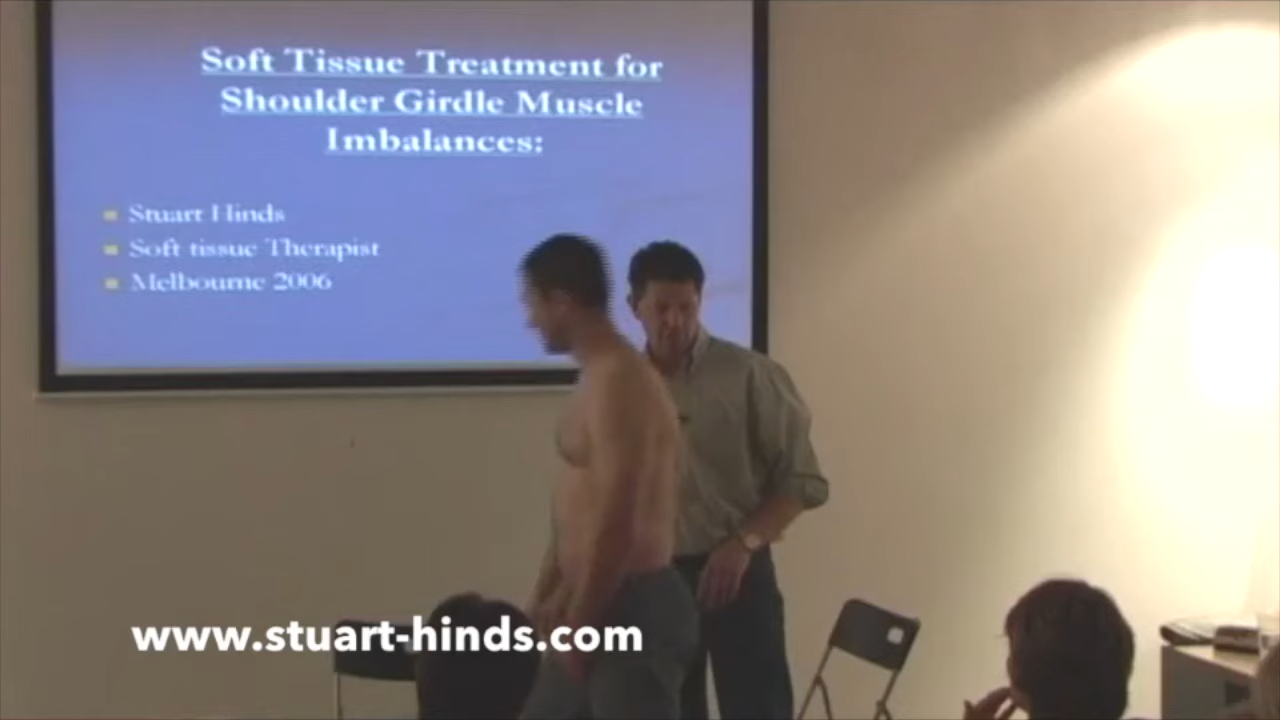 Soft Tissue Treatment for
Shoulder Girdle Muscle
Imbalances:
Stuart Hinds
Soft tissue Therapist
Melbourne 2006
www.stuart-hinds.com